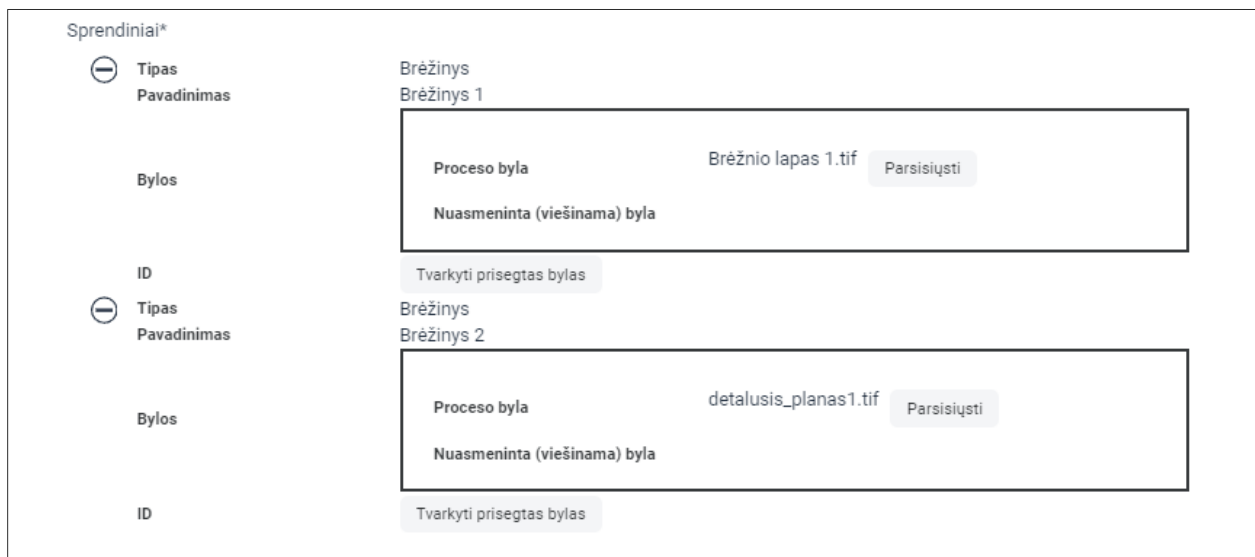 Sprendiniai*
Tipas Brėžinys
Pavadinimas Brėžinys 1
Bylos
Proceso byla Brėžnio lapas 1.tif Parsisiųsti
Nuasmeninta (viešinama) byla
ID Tvarkyti prisegtas bylas
Tipas Brėžinys
Pavadinimas Brėžinys 2
Bylos
Proceso byla detalusis_planas1.tif Parsisiųsti
Nuasmeninta (viešinama) byla
ID Tvarkyti prisegtas bylas